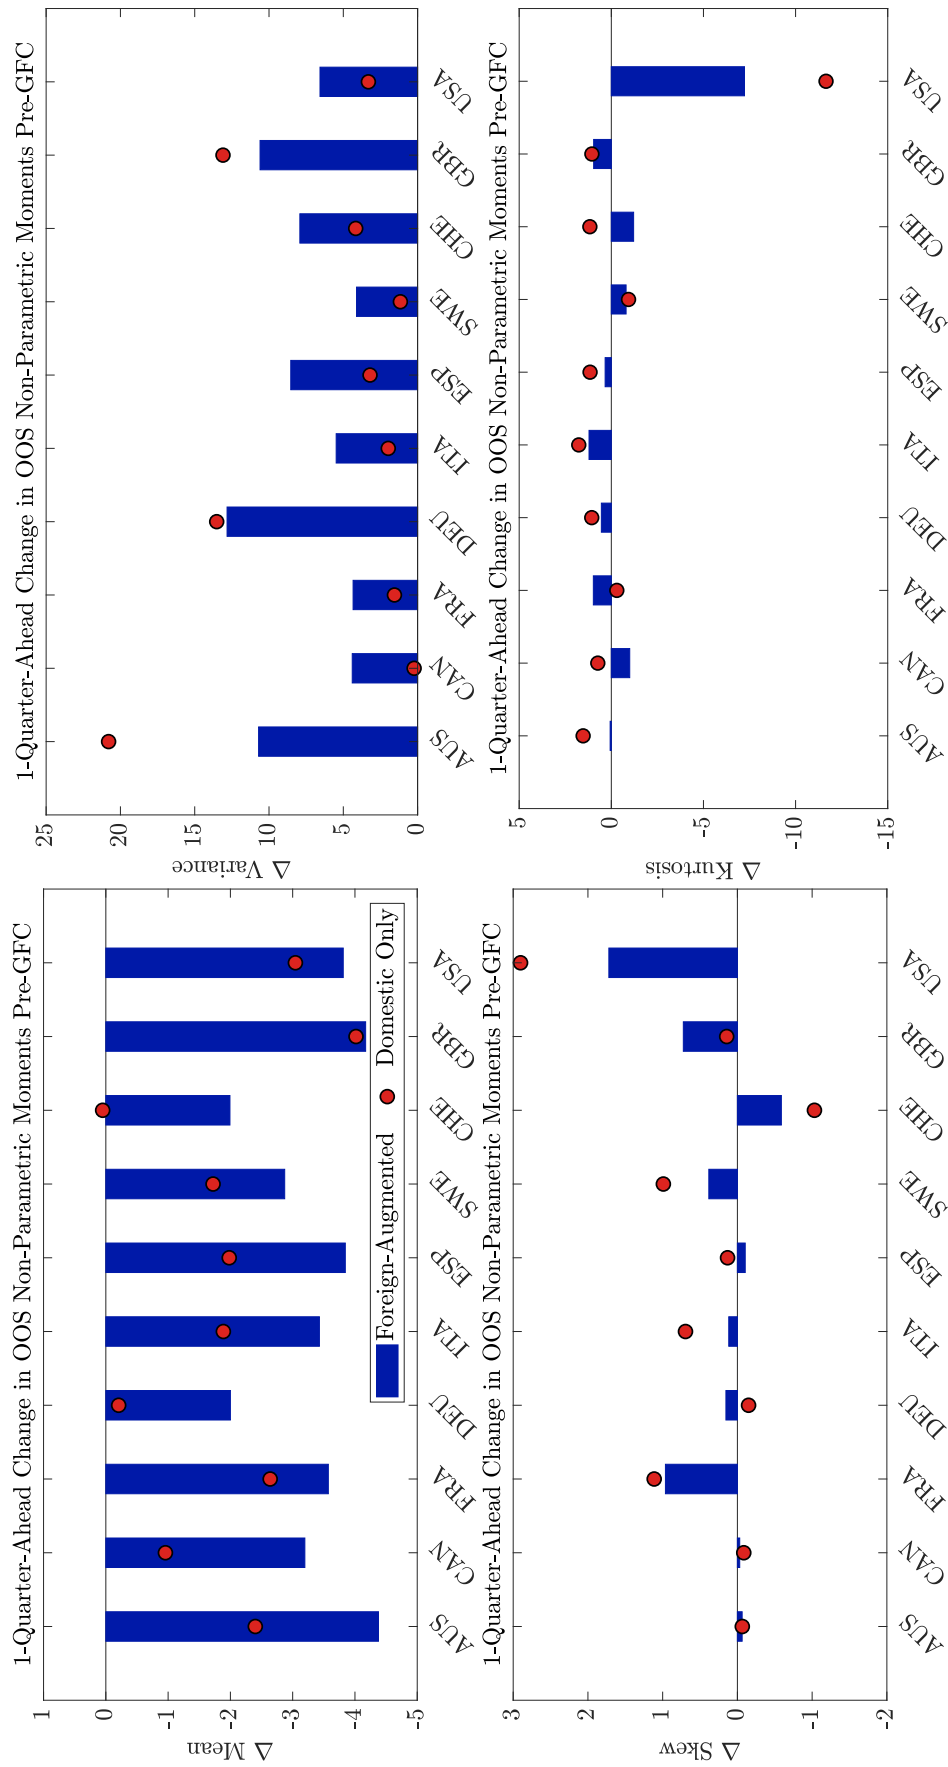 1-Quarter-Ahead Change in OOS Non-Parametric Moments Pre-GFC
1
0
-1
-2
-3
-4
-5
Δ Mean
AUS
CAN
FRA
DEU
ITA
ESP
SWE
CHE
GBR
USA
Foreign-Augmented
Domestic Only
1-Quarter-Ahead Change in OOS Non-Parametric Moments Pre-GFC
25
20
15
10
5
0
Δ Variance
AUS
CAN
FRA
DEU
ITA
ESP
SWE
CHE
GBR
USA
1-Quarter-Ahead Change in OOS Non-Parametric Moments Pre-GFC
3
2
1
0
-1
-2
Δ Skew
AUS
CAN
FRA
DEU
ITA
ESP
SWE
CHE
GBR
USA
1-Quarter-Ahead Change in OOS Non-Parametric Moments Pre-GFC
5
0
-5
-10
-15
Δ Kurtosis
AUS
CAN
FRA
DEU
ITA
ESP
SWE
CHE
GBR
USA